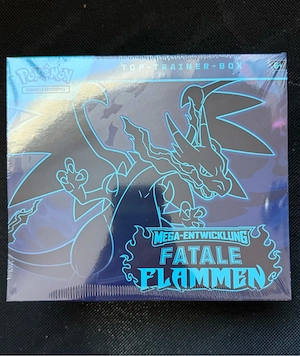 TOP-TRAINER-BOX
POKÉMON
MEGA-ENTWICKLUNG
FATALE
FLAMMEN